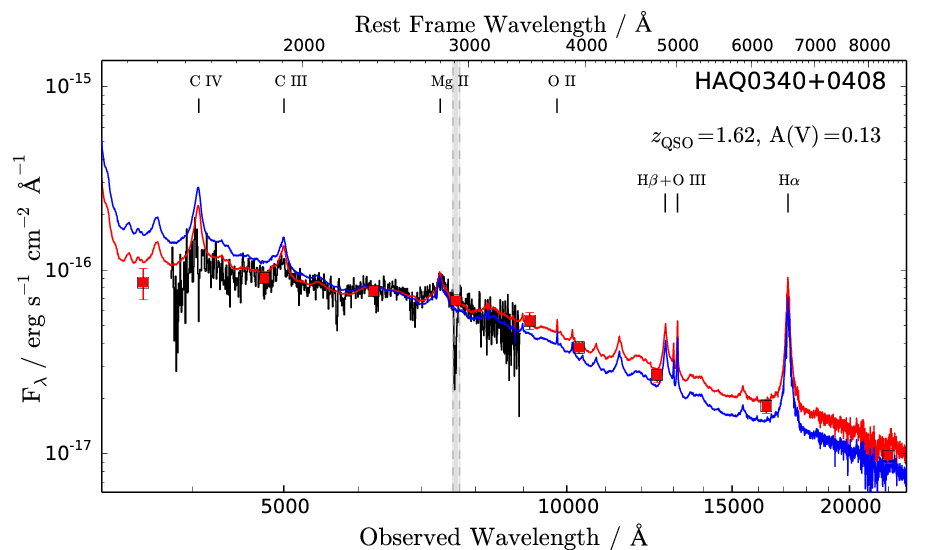 Rest Frame Wavelength / Å
2000 3000 4000 5000 6000 7000 8000
10⁻¹⁵
C IV C III Mg II O II HAQ0340+0408
z_QSO=1.62, A(V)=0.13
Hβ+O III Hα
10⁻¹⁶
10⁻¹⁷
F_λ / erg s⁻¹ cm⁻² Å⁻¹
5000 10000 15000 20000
Observed Wavelength / Å